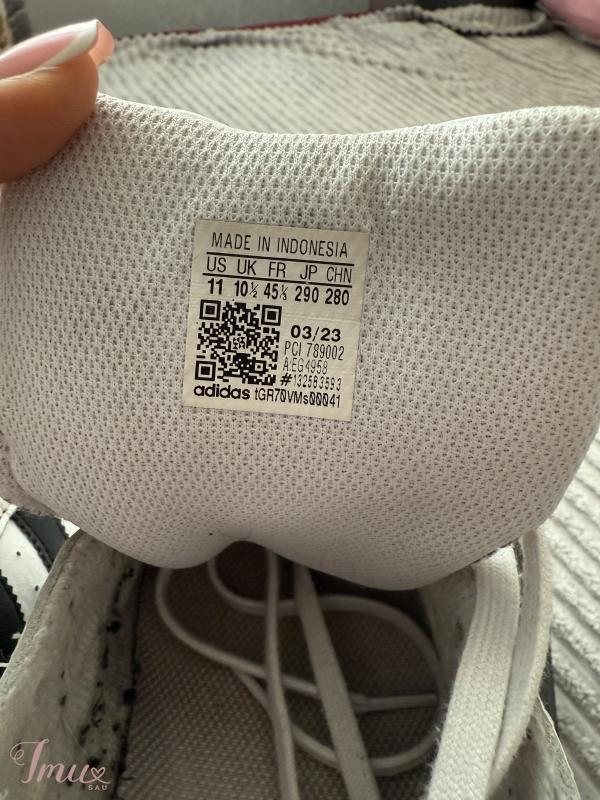 MADE IN INDONESIA
US UK FR JP CHN
11 10½ 45⅓ 290 280
03/23
PCI 789002
A:EG4958
#132583593
adidas tGR70VMs00041
Imu
SAU